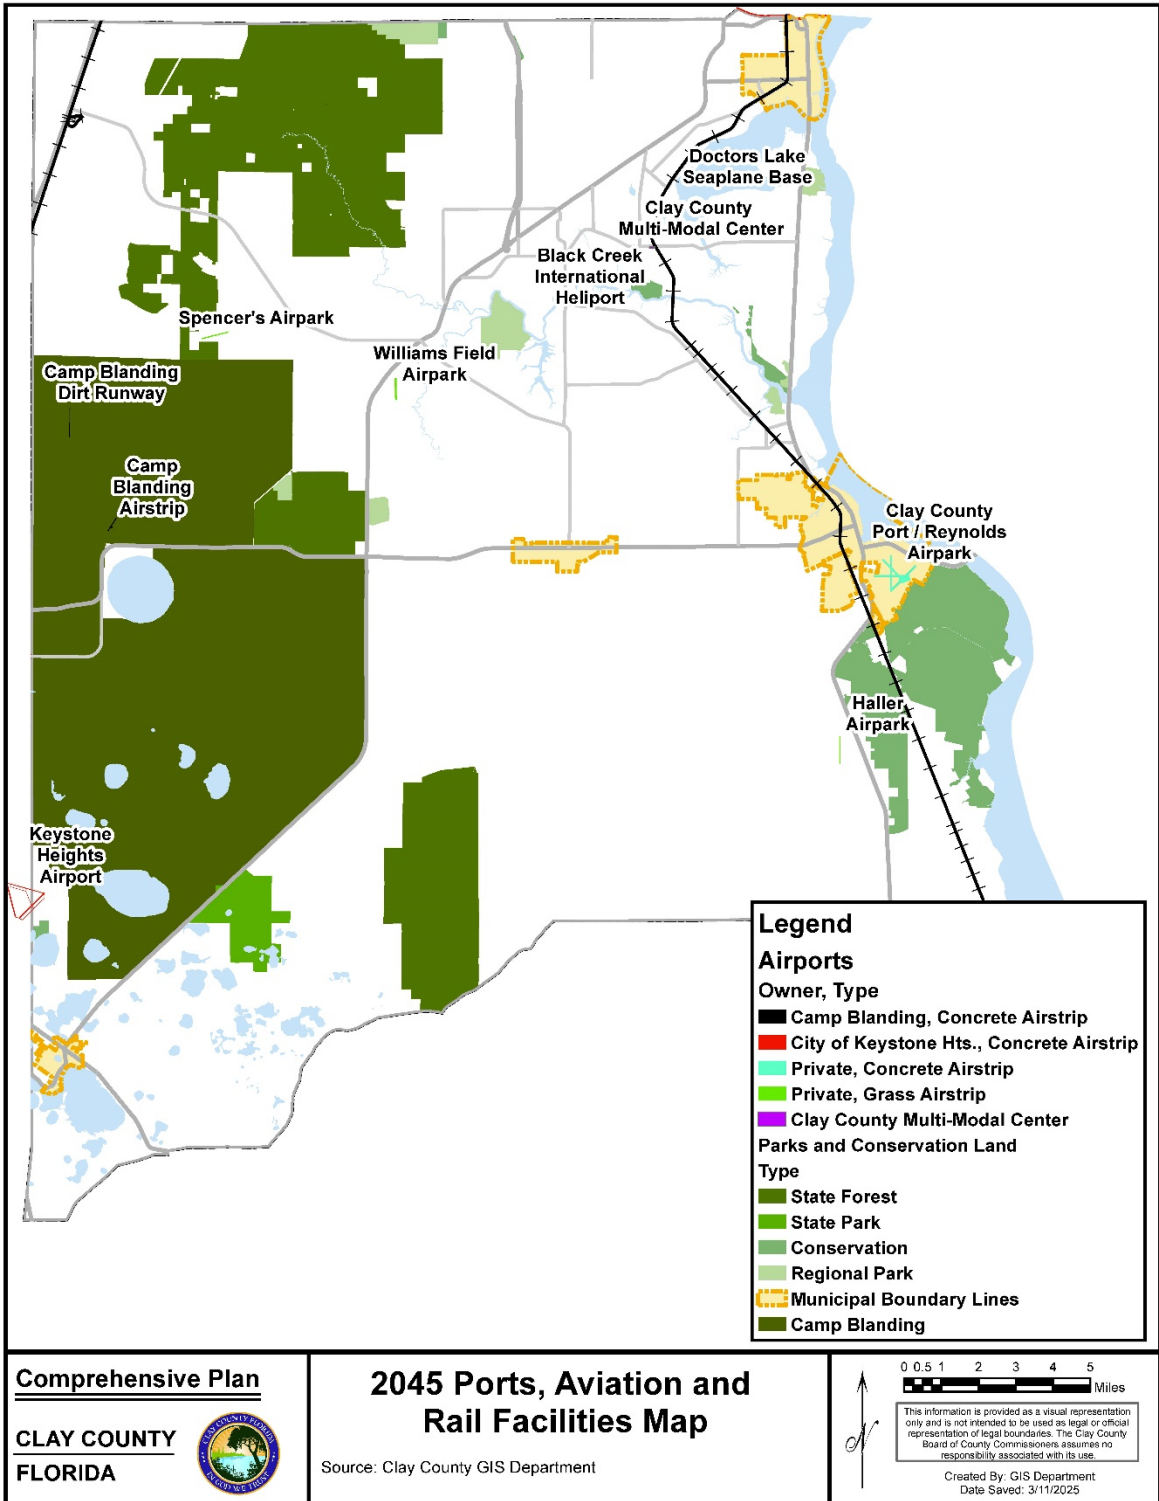 Doctors Lake
Seaplane Base
Clay County
Multi-Modal Center
Black Creek
International
Heliport
Spencer's Airpark
Williams Field
Airpark
Camp Blanding
Dirt Runway
Camp
Blanding
Airstrip
Clay County
Port / Reynolds
Airpark
Haller
Airpark
Keystone
Heights
Airport
Legend
Airports
Owner, Type
Camp Blanding, Concrete Airstrip
City of Keystone Hts., Concrete Airstrip
Private, Concrete Airstrip
Private, Grass Airstrip
Clay County Multi-Modal Center
Parks and Conservation Land
Type
State Forest
State Park
Conservation
Regional Park
Municipal Boundary Lines
Camp Blanding
Comprehensive Plan
CLAY COUNTY
FLORIDA
CLAY COUNTY FLORIDA
IN GOD WE TRUST
2045 Ports, Aviation and
Rail Facilities Map
Source: Clay County GIS Department
N
0 0.5 1 2 3 4 5
Miles
This information is provided as a visual representation
only and is not intended to be used as legal or official
representation of legal boundaries. The Clay County
Board of County Commissioners assumes no
responsibility associated with its use.
Created By: GIS Department
Date Saved: 3/11/2025